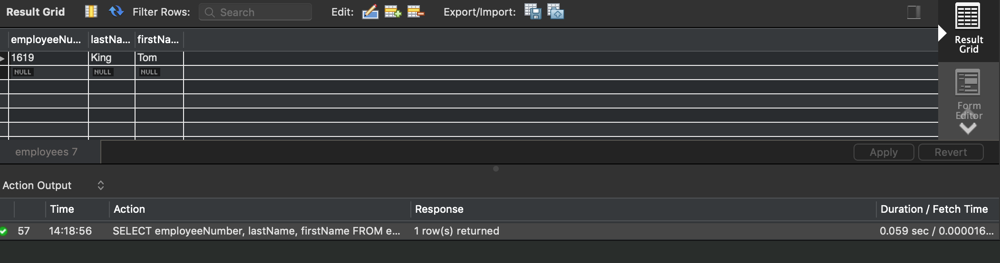 Result Grid Filter Rows: Search Edit: Export/Import:
employeeNu... lastNa... firstNa...
1619 King Tom
NULL NULL NULL
Result
Grid
Form
Editor
employees 7 Apply Revert
Action Output
Time Action Response Duration / Fetch Time
57 14:18:56 SELECT employeeNumber, lastName, firstName FROM e... 1 row(s) returned 0.059 sec / 0.000016...